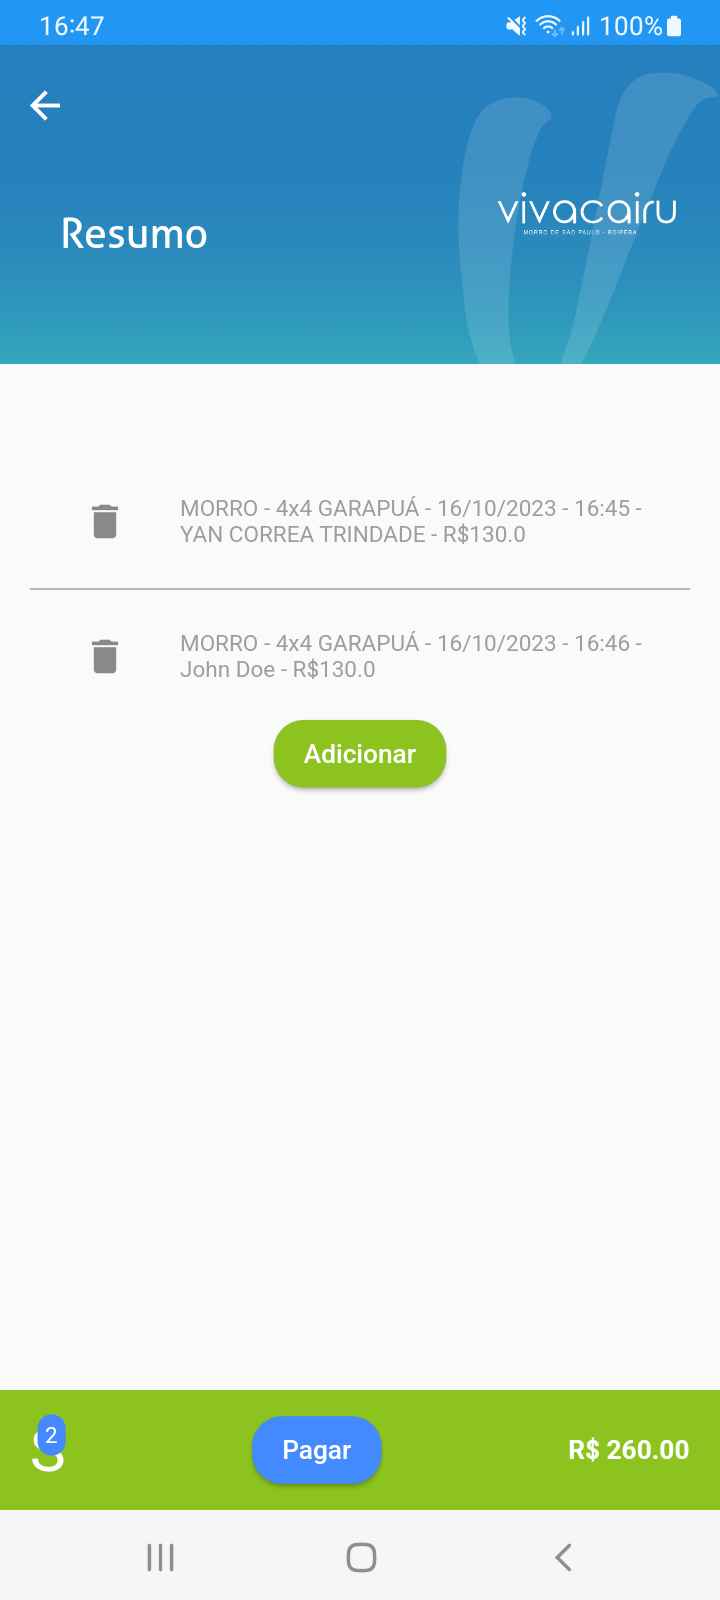 16:47
100%
vivacairu
MORRO DE SÃO PAULO - BOIPEBA
Resumo
MORRO - 4x4 GARAPUÁ - 16/10/2023 - 16:45 -
YAN CORREA TRINDADE - R$130.0
MORRO - 4x4 GARAPUÁ - 16/10/2023 - 16:46 -
John Doe - R$130.0
Adicionar
2
Pagar
R$ 260.00